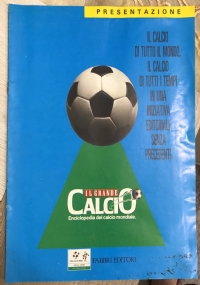 PRESENTAZIONE
IL CALCIO
DI TUTTO IL MONDO,
IL CALCIO
DI TUTTI I TEMPI
IN UNA
INIZIATIVA
EDITORIALE
SENZA
PRECEDENTI
IL GRANDE
CALCIO
Enciclopedia del calcio mondiale.
FABBRI EDITORI